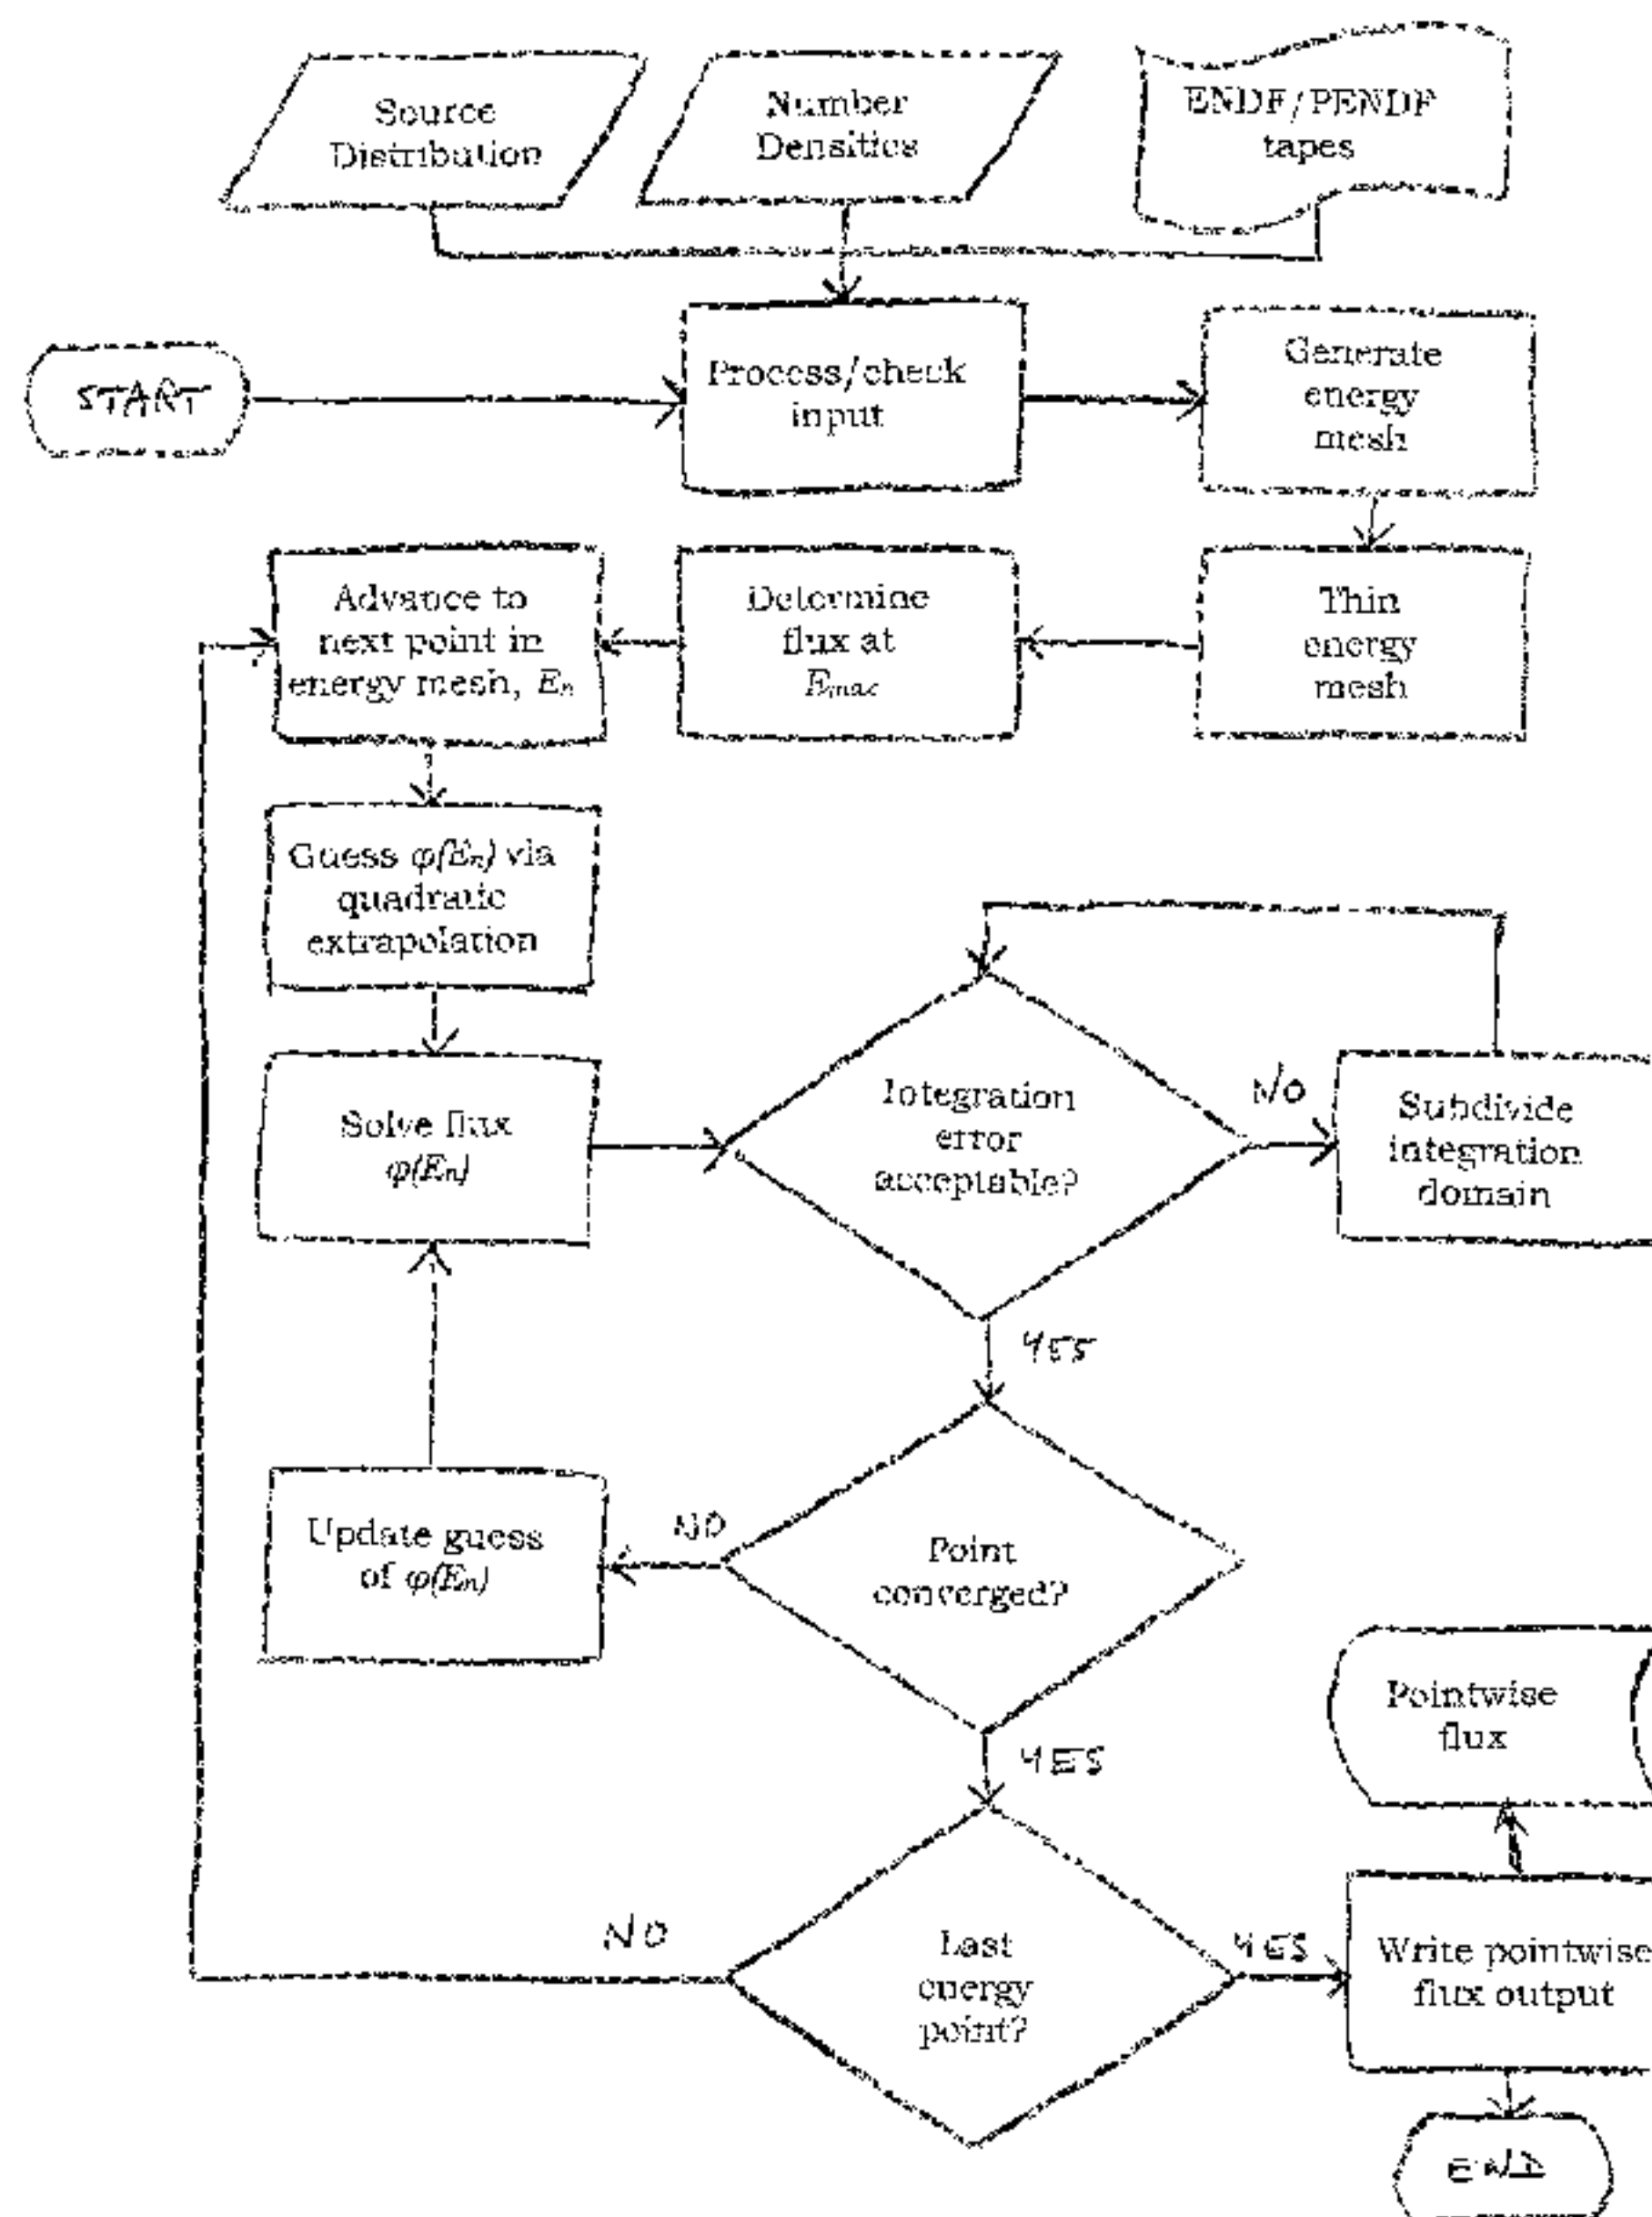 Source
Distribution
Number
Densities
ENDF/PENDF
tapes
START
Process/check
input
Generate
energy
mesh
Advance to
next point in
energy mesh, En
Determine
flux at
Emax
Thin
energy
mesh
Guess φ(En) via
quadratic
extrapolation
Solve flux
φ(En)
Integration
error
acceptable?
NO
Subdivide
integration
domain
YES
Update guess
of φ(En)
NO
Point
converged?
YES
Pointwise
flux
NO
Last
energy
point?
YES
Write pointwise
flux output
END